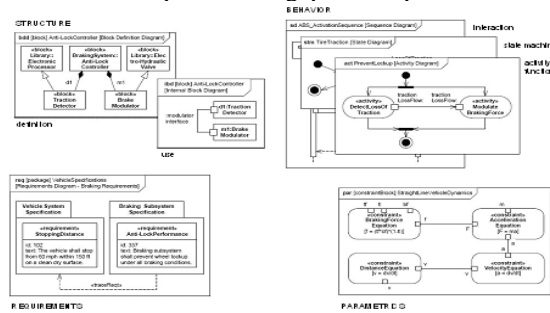 STRUCTURE
bdd [block] Anti-LockController [Block Definition Diagram]
«block»
Library::
Electronic
Processor
«block»
BrakingSystem::
Anti-Lock
Controller
«block»
Library::Elec
tro-Hydraulic
Valve
d1
m1
«block»
Traction
Detector
«block»
Brake
Modulator
definition
ibd [block] Anti-LockController
[Internal Block Diagram]
d1:Traction
Detector
modulator
interface
m1:Brake
Modulator
use
BEHAVIOR
sd ABS_ActivationSequence [Sequence Diagram]
interaction
stm TireTraction [State Diagram]
state machin
act PreventLockup [Activity Diagram]
activity
functio
«activity»
DetectLossOf
Traction
traction
LossFlow
traction
LossFlow
«activity»
Modulate
BrakingForce
req [package] VehicleSpecifications
[Requirements Diagram - Braking Requirements]
Vehicle System
Specification
Braking Subsystem
Specification
«requirement»
StoppingDistance
id: 102
text: The vehicle shall stop
from 60 mph within 150 ft
on a clean dry surface.
«requirement»
Anti-LockPerformance
id: 337
text: Braking subsystem
shall prevent wheel lockup
under all braking conditions.
REQUIREMENTS
par [constraintBlock] StraightLineVehicleDynamics
tf
bf
m
«constraint»
BrakingForce
Equation
f
F
«constraint»
Acceleration
Equation
[F = ma]
a
a
«constraint»
DistanceEquation
[v = dx/dt]
v
v
«constraint»
VelocityEquation
[a = dv/dt]
PARAMETRICS